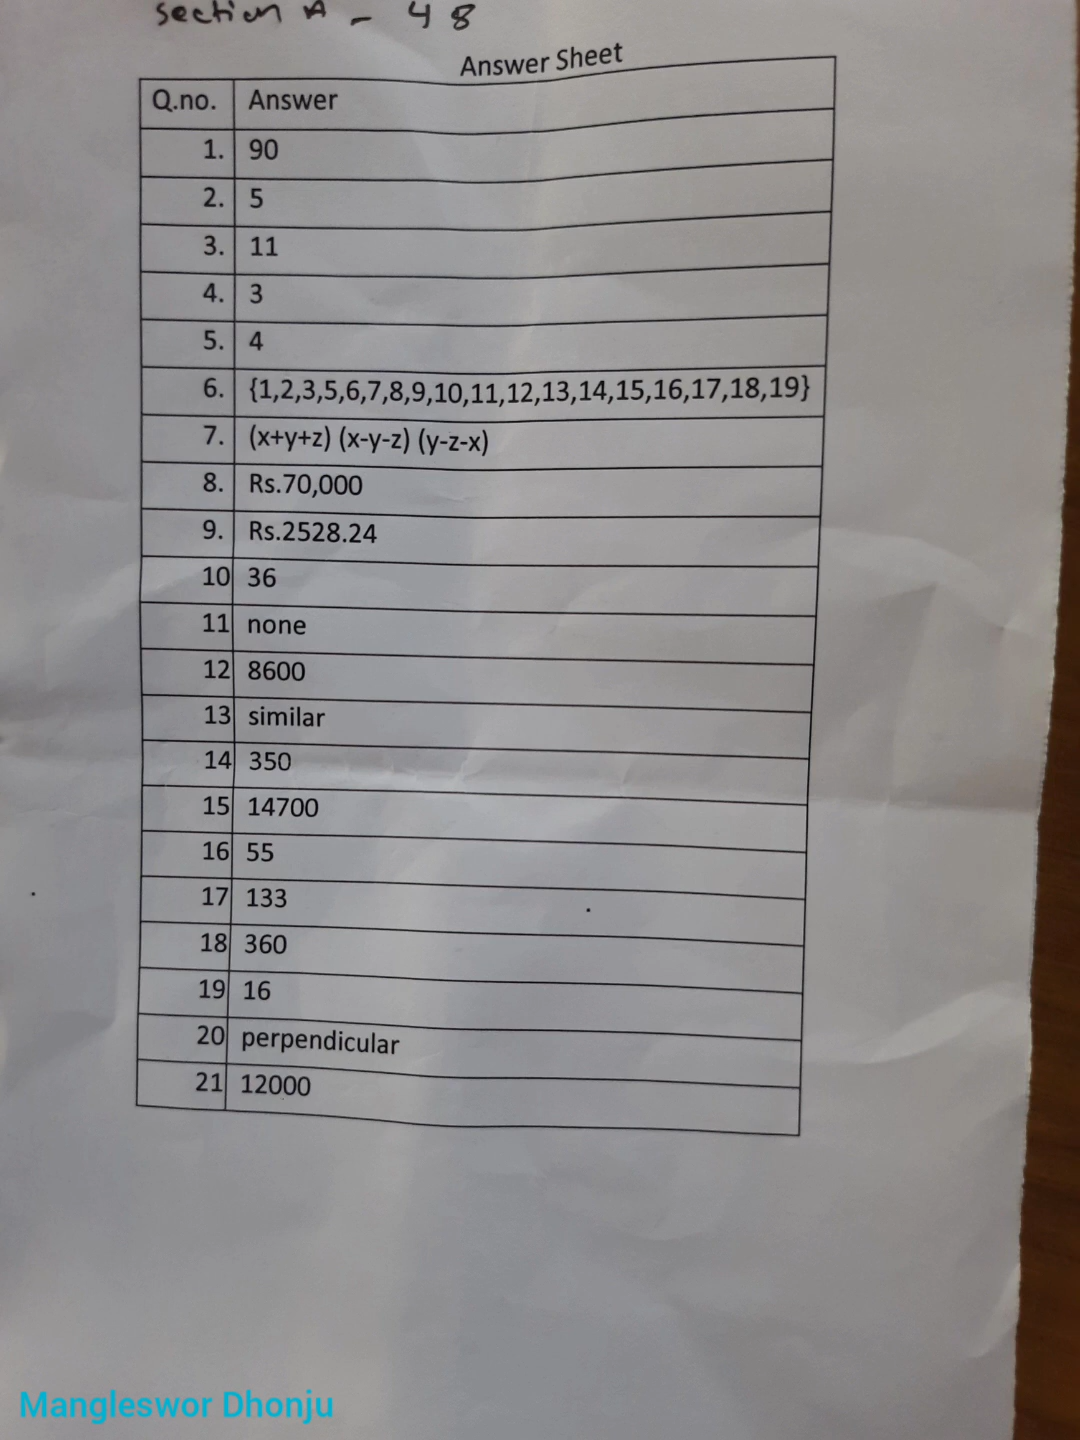 section A - 48
Answer Sheet
Q.no. Answer
1. 90
2. 5
3. 11
4. 3
5. 4
6. {1,2,3,5,6,7,8,9,10,11,12,13,14,15,16,17,18,19}
7. (x+y+z) (x-y-z) (y-z-x)
8. Rs.70,000
9. Rs.2528.24
10 36
11 none
12 8600
13 similar
14 350
15 14700
16 55
17 133
18 360
19 16
20 perpendicular
21 12000
Mangleswor Dhonju